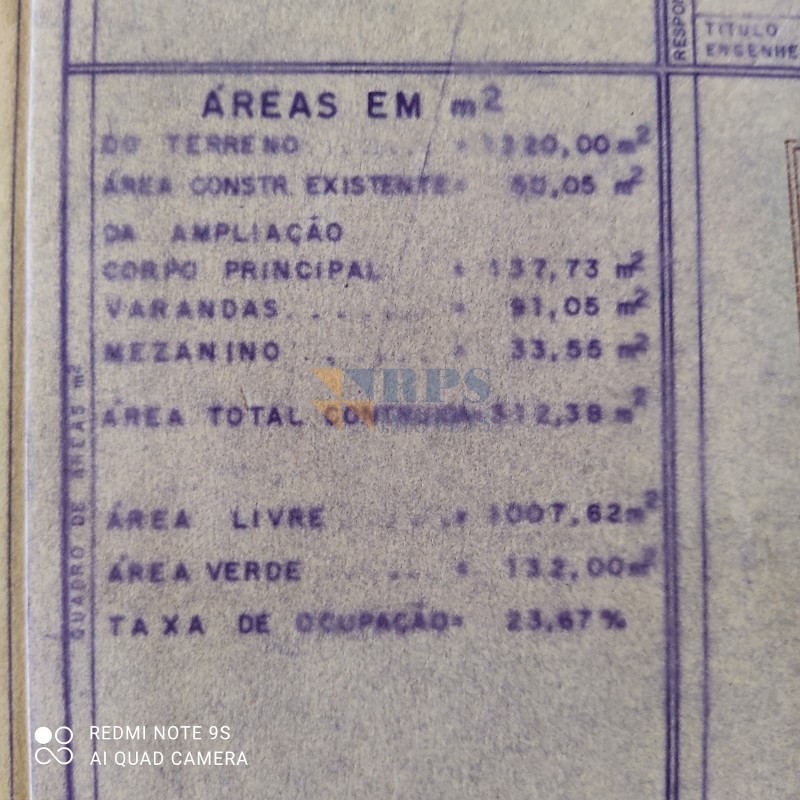 RESPON
TITULO
ENGENHE
ÁREAS EM m²
DO TERRENO ........ = 1320,00 m²
ÁREA CONSTR. EXISTENTE = 50,05 m²
DA AMPLIAÇÃO
CORPO PRINCIPAL = 137,73 m²
VARANDAS....... = 91,05 m²
MEZANINO ..... = 33,55 m²
ÁREA TOTAL CONTRUIDA = 312,38 m²
ÁREA LIVRE ....... = 1007,62 m²
ÁREA VERDE ...... = 132,00 m²
TAXA DE OCUPAÇÃO = 23,67 %
QUADRO DE ÁREAS m²
RPS
REDMI NOTE 9S
AI QUAD CAMERA